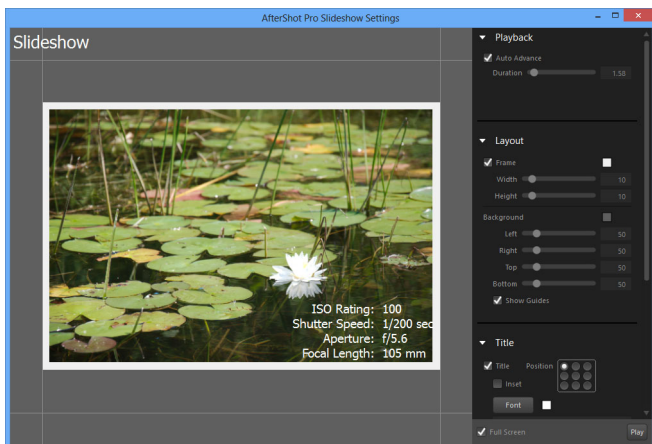 AfterShot Pro Slideshow Settings
Slideshow
ISO Rating: 100
Shutter Speed: 1/200 sec
Aperture: f/5.6
Focal Length: 105 mm
Playback
Auto Advance
Duration 1.58
Layout
Frame
Width 10
Height 10
Background
Left 50
Right 50
Top 50
Bottom 50
Show Guides
Title
Title Position
Inset
Font
Full Screen Play